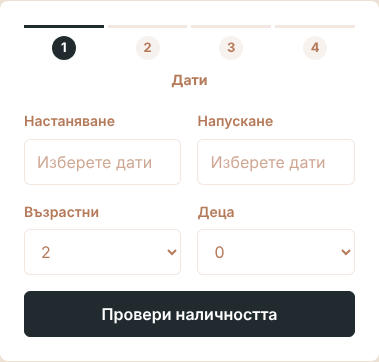 1 2 3 4
Дати
Настаняване Напускане
Изберете дати Изберете дати
Възрастни Деца
2 0
Провери наличността